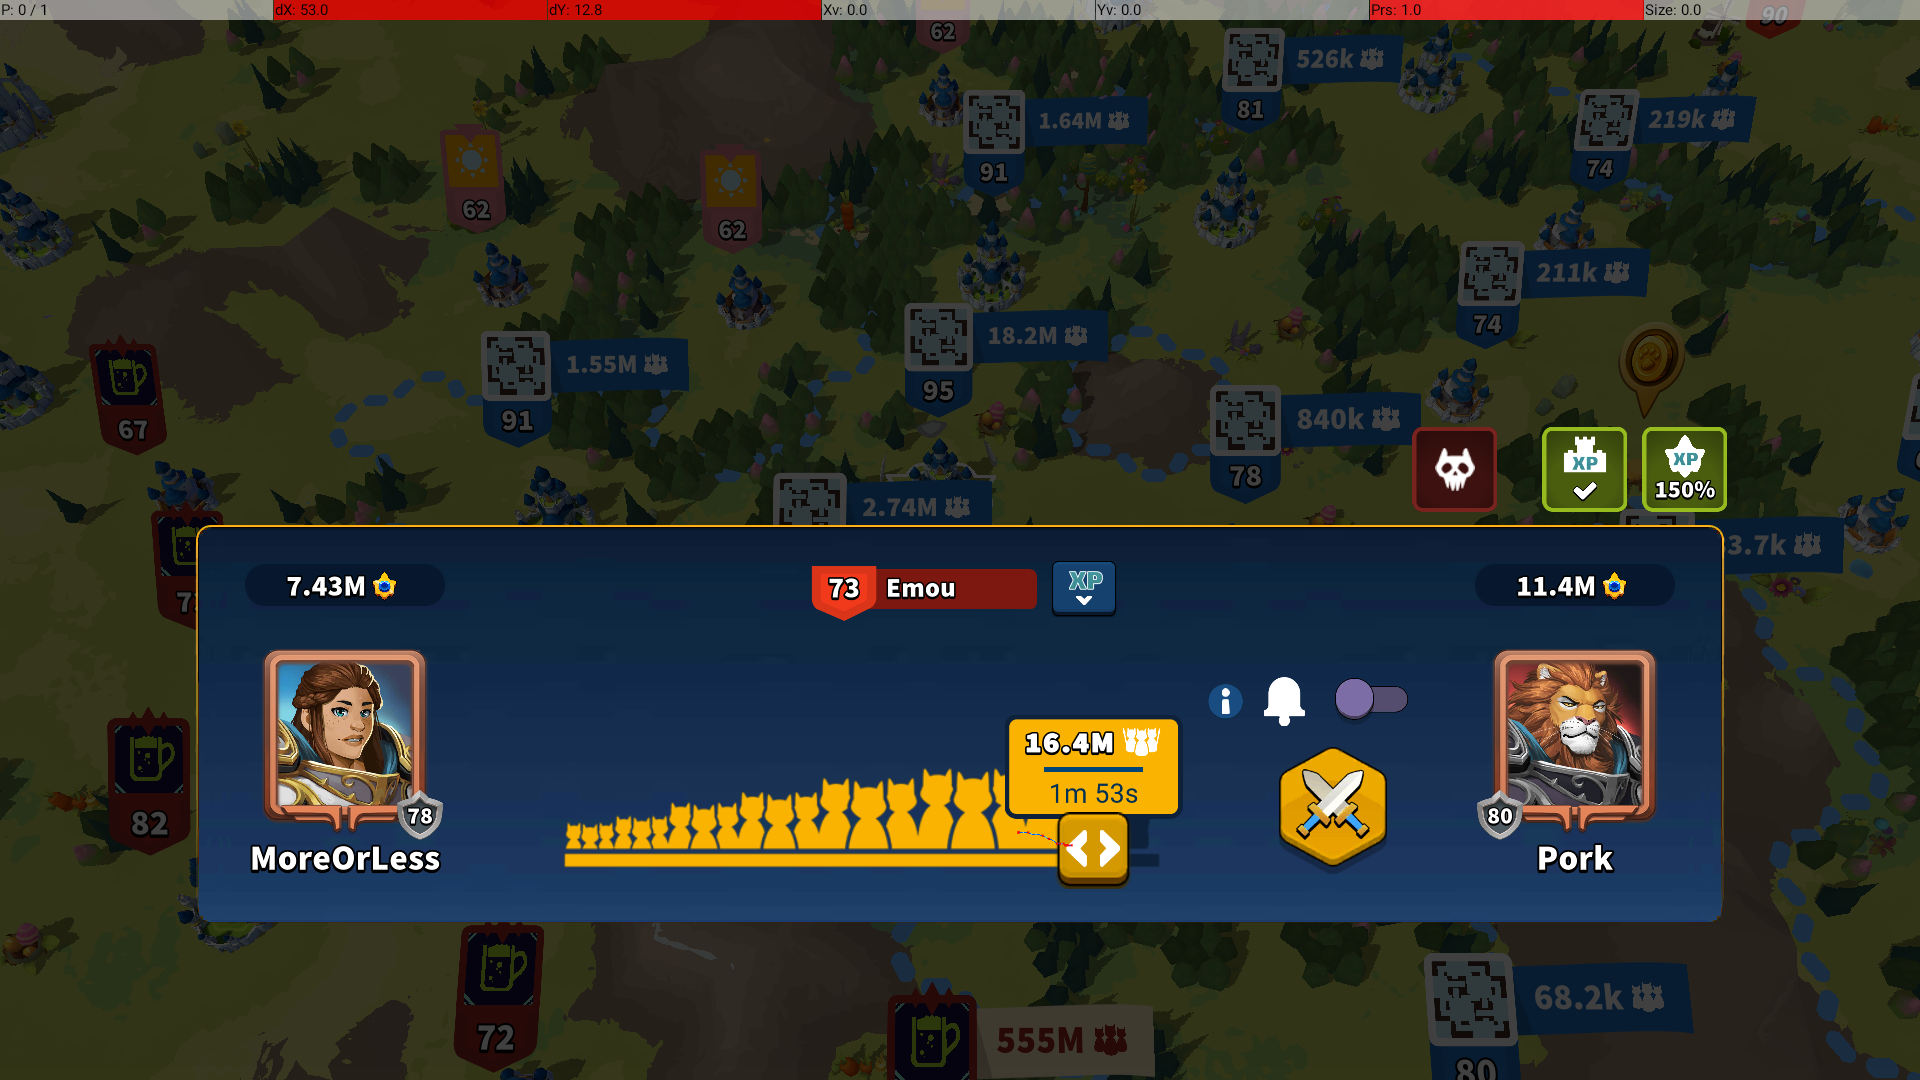 P: 0 / 1
dX: 53.0
dY: 12.8
Xv: 0.0
Yv: 0.0
Prs: 1.0
Size: 0.0
62
526k
90
81
1.64M
219k
91
74
62
62
211k
74
18.2M
1.55M
95
840k
91
67
78
XP
XP
150%
2.74M
3.7k
7.43M
73 Emou
XP
11.4M
16.4M
1m 53s
78
80
MoreOrLess
Pork
82
68.2k
72
555M
80